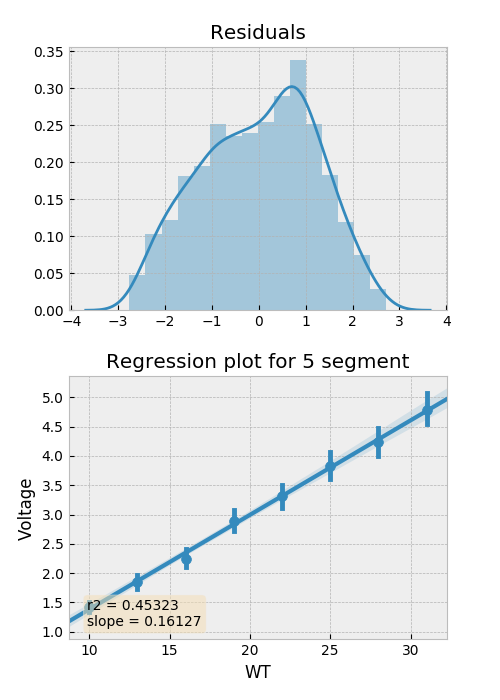 Residuals
0.35
0.30
0.25
0.20
0.15
0.10
0.05
0.00
−4 −3 −2 −1 0 1 2 3 4
Regression plot for 5 segment
5.0
4.5
4.0
3.5
3.0
2.5
2.0
1.5
1.0
Voltage
r2 = 0.45323
slope = 0.16127
10 15 20 25 30
WT